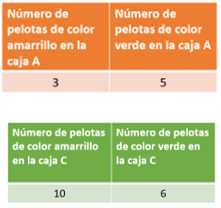 Número de
pelotas de color
amarrillo en la
caja A
Número de
pelotas de color
verde en la caja A
3
5
Número de pelotas
de color amarrillo
en la caja C
Número de pelotas
de color verde en
la caja C
10
6